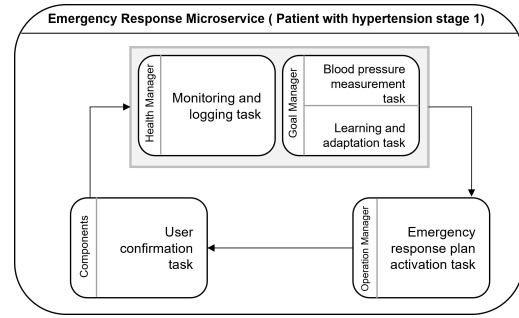 Emergency Response Microservice ( Patient with hypertension stage 1)
Health Manager
Monitoring and
logging task
Goal Manager
Blood pressure
measurement
task
Learning and
adaptation task
Components
User
confirmation
task
Operation Manager
Emergency
response plan
activation task